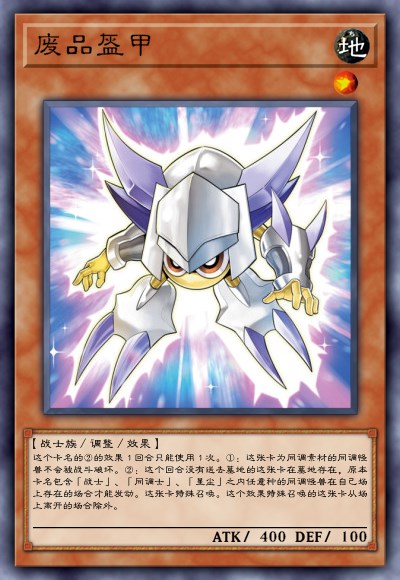 废品盔甲
地
【战士族／调整／效果】
这个卡名的②的效果1回合只能使用1次。①：这张卡为同调素材的同调怪
兽不会被战斗破坏。②：这个回合没有送去墓地的这张卡在墓地存在，原本
卡名包含「战士」、「同调士」、「星尘」之内任意种的同调怪兽在自己场
上存在的场合才能发动。这张卡特殊召唤。这个效果特殊召唤的这张卡从场
上离开的场合除外。
ATK/ 400 DEF/ 100